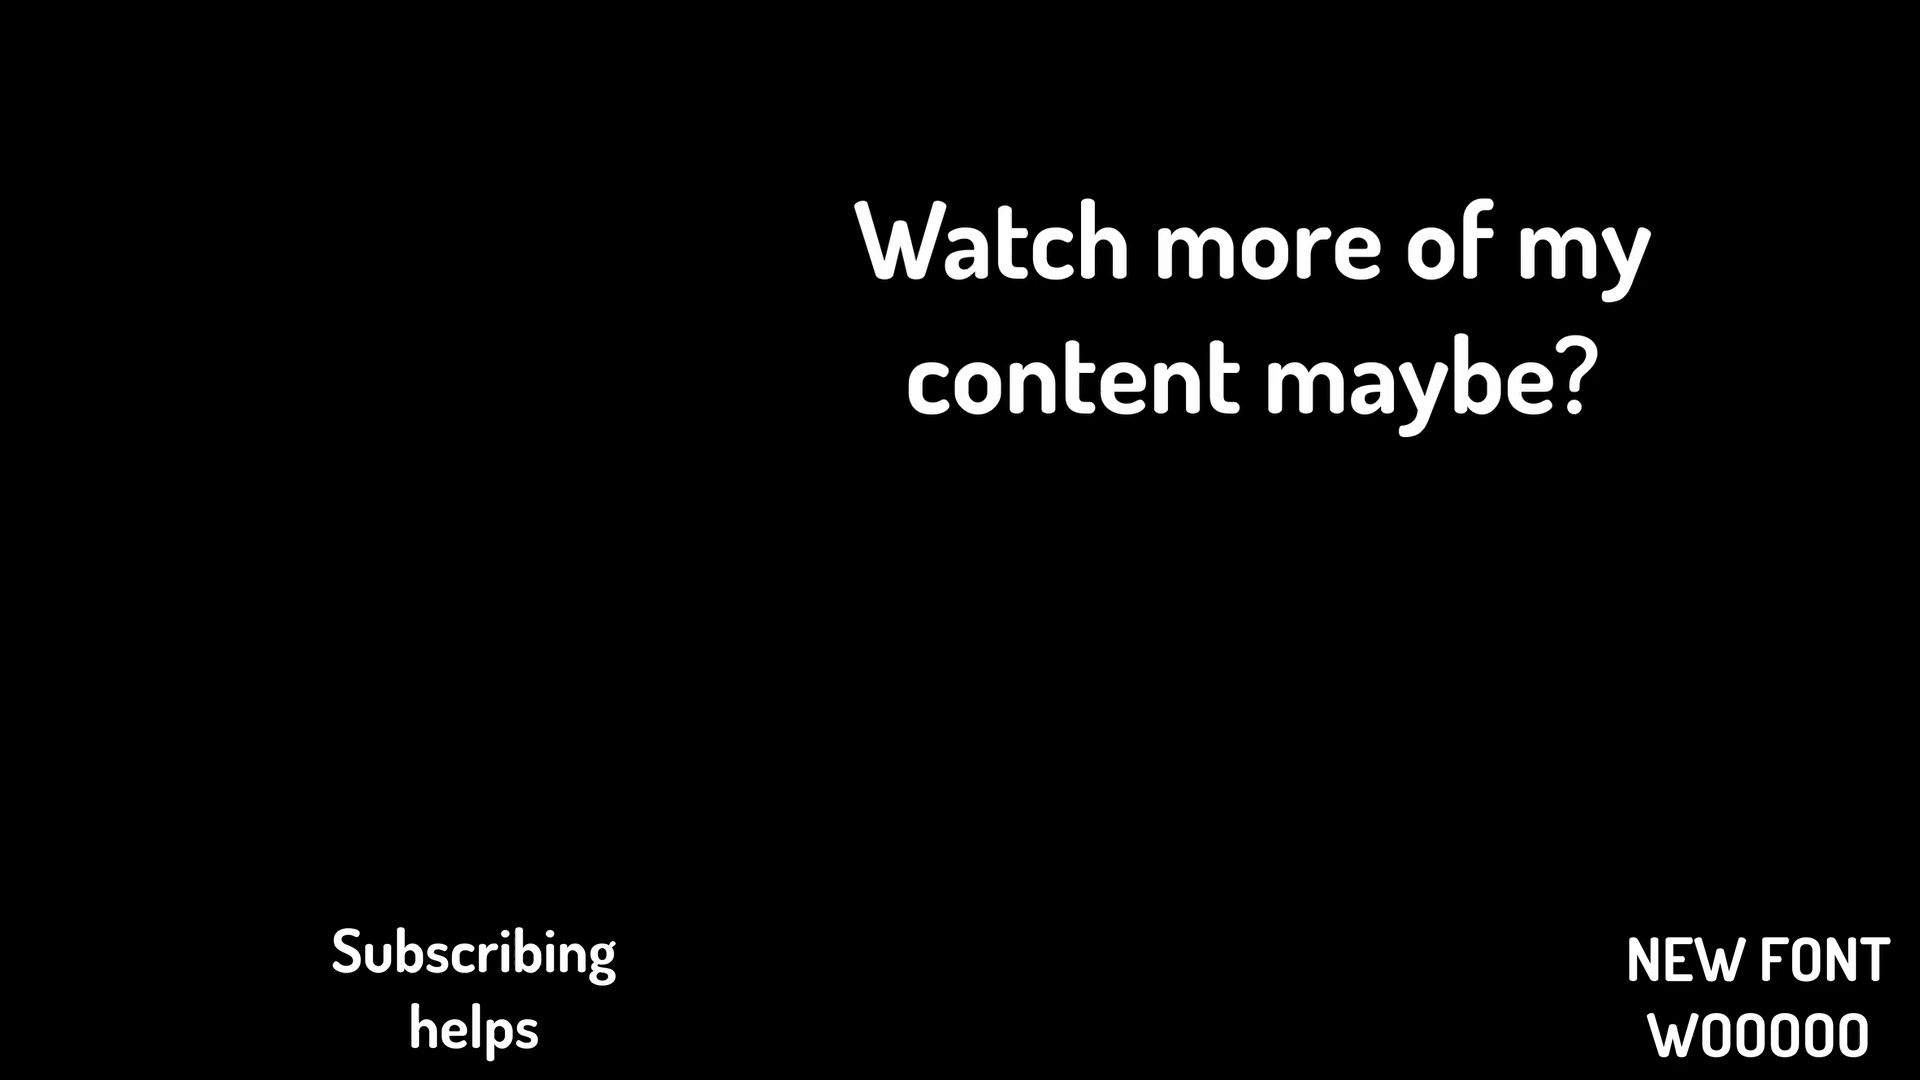 Watch more of my
content maybe?
Subscribing
helps
NEW FONT
WOOOOO